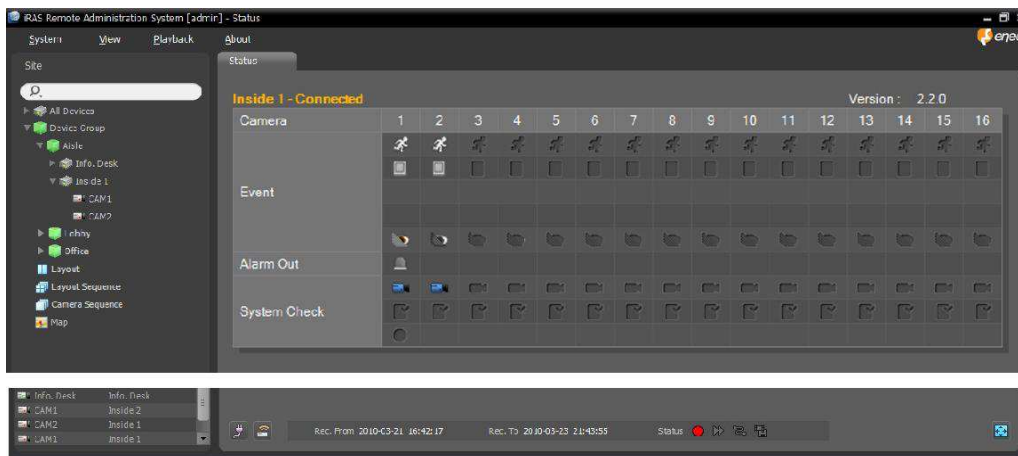 iRAS Remote Administration System [admin] - Status
System View Playback About
Site
Status
Inside 1 - Connected
Version : 2.2.0
Camera 1 2 3 4 5 6 7 8 9 10 11 12 13 14 15 16
All Devices
Device Group
Aisle
Info. Desk
Inside 1
CAM1
CAM2
Lobby
Office
Layout
Layout Sequence
Camera Sequence
Map
Event
Alarm Out
System Check
Info. Desk Info. Desk
CAM1 Inside 2
CAM2 Inside 1
CAM1 Inside 1
Rec. From 2010-03-21 16:42:17 Rec. To 2010-03-23 21:43:55 Status